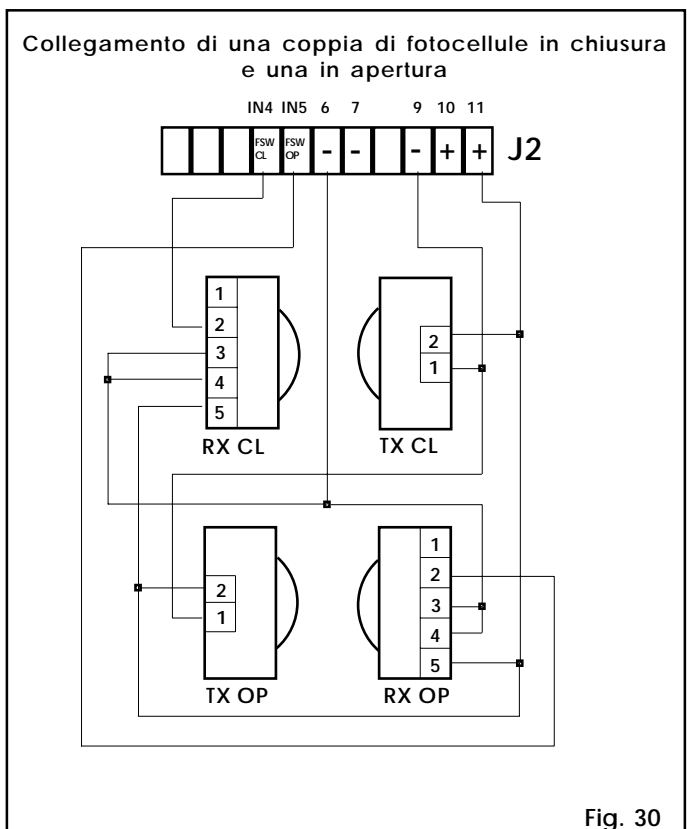 Collegamento di una coppia di fotocellule in chiusura
e una in apertura
IN4 IN5 6 7 9 10 11
FSW CL
FSW OP
- - - + +
J2
1
2
3
4
5
RX CL
2
1
TX CL
2
1
TX OP
1
2
3
4
5
RX OP
Fig. 30